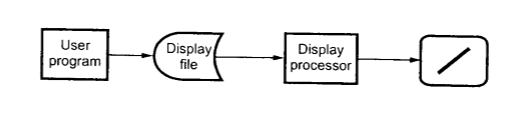 User
program
Display
file
Display
processor